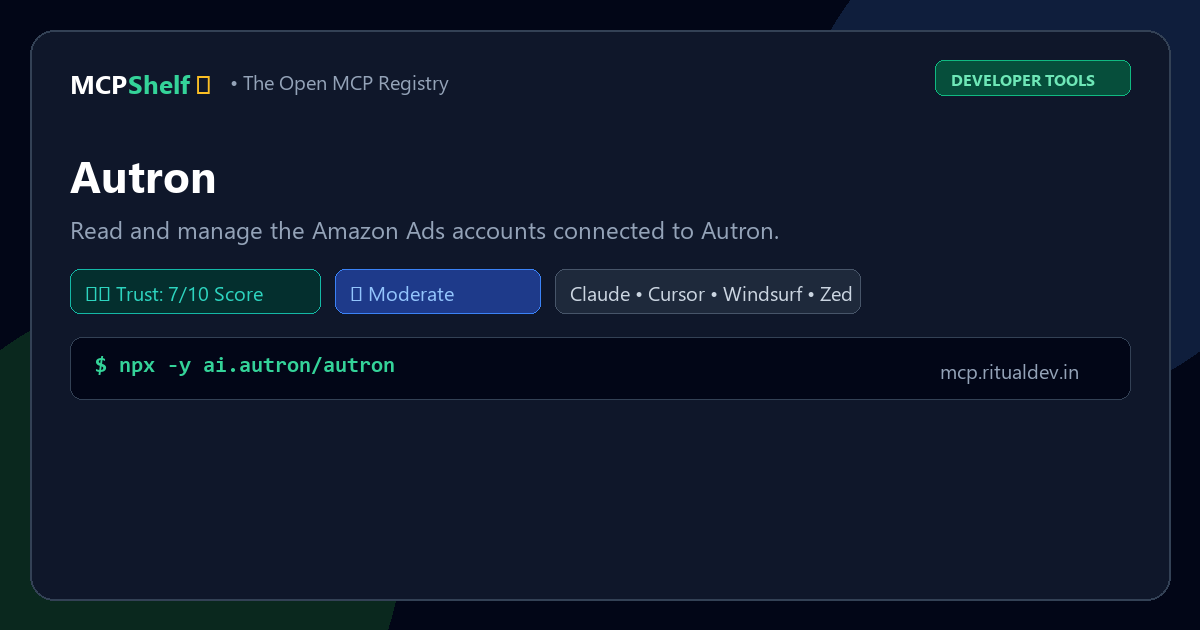 MCPShelf • The Open MCP Registry
DEVELOPER TOOLS
Autron
Read and manage the Amazon Ads accounts connected to Autron.
Trust: 7/10 Score
Moderate
Claude • Cursor • Windsurf • Zed
$ npx -y ai.autron/autron
mcp.ritualdev.in